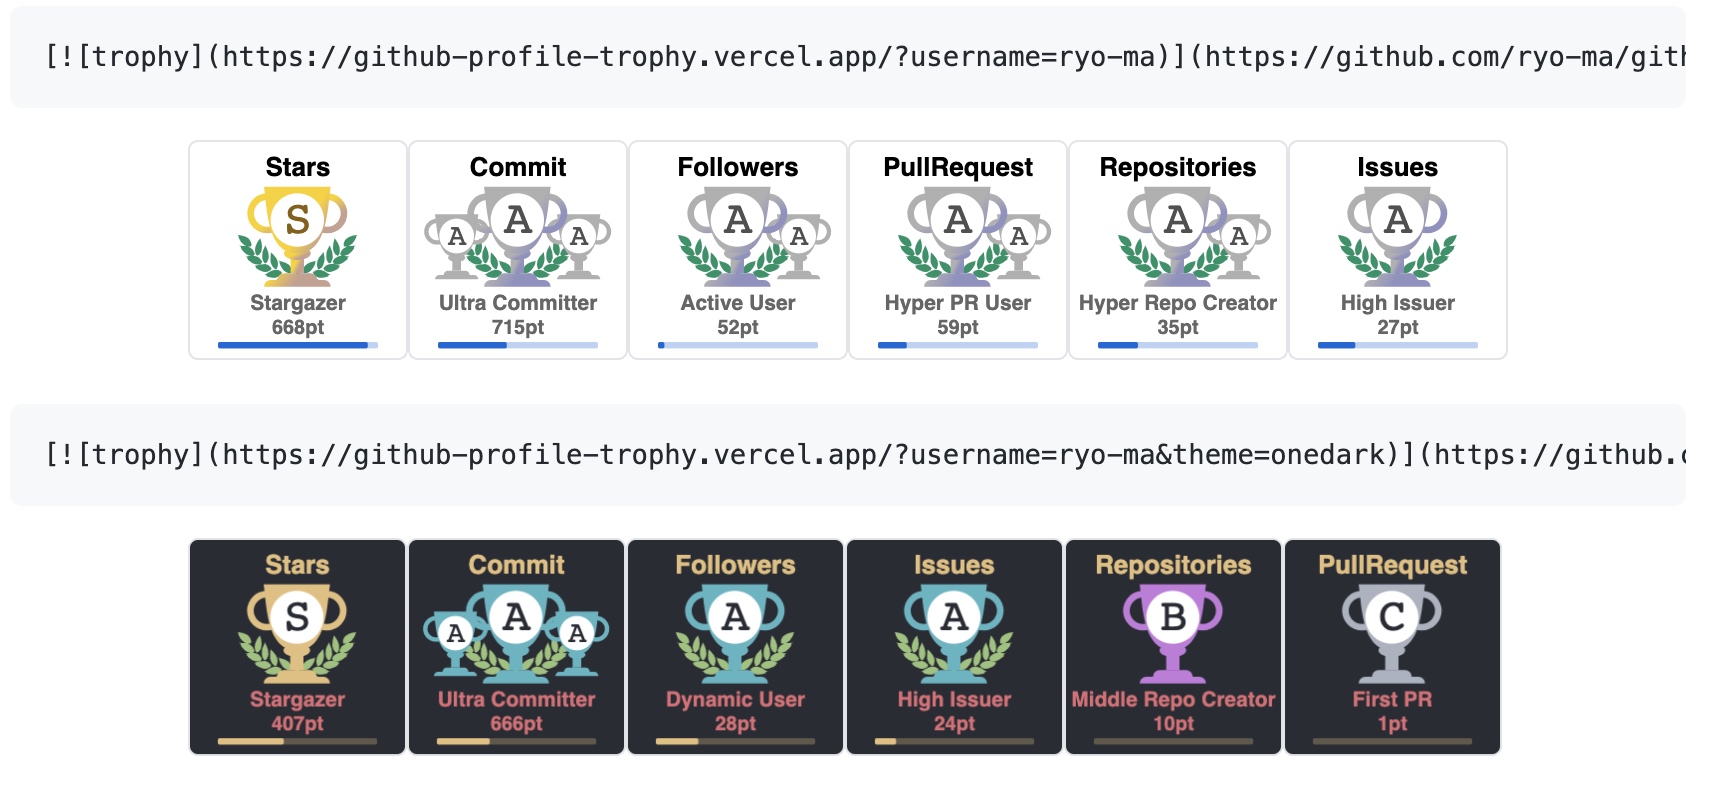 [![trophy](https://github-profile-trophy.vercel.app/?username=ryo-ma)](https://github.com/ryo-ma/gith
Stars Commit Followers PullRequest Repositories Issues
S A A A A A A A A A A
Stargazer Ultra Committer Active User Hyper PR User Hyper Repo Creator High Issuer
668pt 715pt 52pt 59pt 35pt 27pt
[![trophy](https://github-profile-trophy.vercel.app/?username=ryo-ma&theme=onedark)](https://github.c
Stars Commit Followers Issues Repositories PullRequest
S A A A A A B C
Stargazer Ultra Committer Dynamic User High Issuer Middle Repo Creator First PR
407pt 666pt 28pt 24pt 10pt 1pt